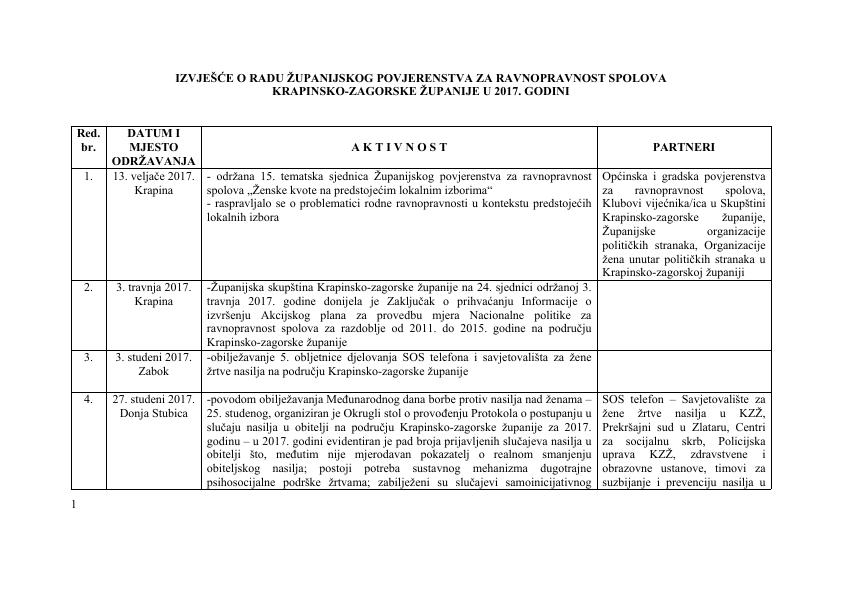 IZVJEŠĆE O RADU ŽUPANIJSKOG POVJERENSTVA ZA RAVNOPRAVNOST SPOLOVA
KRAPINSKO-ZAGORSKE ŽUPANIJE U 2017. GODINI
Red.
br.
DATUM I
MJESTO
ODRŽAVANJA
A K T I V N O S T
PARTNERI
1.
13. veljače 2017.
Krapina
- održana 15. tematska sjednica Županijskog povjerenstva za ravnopravnost
spolova „Ženske kvote na predstojećim lokalnim izborima“
- raspravljalo se o problematici rodne ravnopravnosti u kontekstu predstojećih
lokalnih izbora
Općinska i gradska povjerenstva
za ravnopravnost spolova,
Klubovi vijećnika/ica u Skupštini
Krapinsko-zagorske županije,
Županijske organizacije
političkih stranaka, Organizacije
žena unutar političkih stranaka u
Krapinsko-zagorskoj županiji
2.
3. travnja 2017.
Krapina
-Županijska skupština Krapinsko-zagorske županije na 24. sjednici održanoj 3.
travnja 2017. godine donijela je Zaključak o prihvaćanju Informacije o
izvršenju Akcijskog plana za provedbu mjera Nacionalne politike za
ravnopravnost spolova za razdoblje od 2011. do 2015. godine na području
Krapinsko-zagorske županije
3.
3. studeni 2017.
Zabok
-obilježavanje 5. obljetnice djelovanja SOS telefona i savjetovališta za žene
žrtve nasilja na području Krapinsko-zagorske županije
4.
27. studeni 2017.
Donja Stubica
-povodom obilježavanja Međunarodnog dana borbe protiv nasilja nad ženama –
25. studenog, organiziran je Okrugli stol o provođenju Protokola o postupanju u
slučaju nasilja u obitelji na području Krapinsko-zagorske županije za 2017.
godinu – u 2017. godini evidentiran je pad broja prijavljenih slučajeva nasilja u
obitelji što, međutim nije mjerodavan pokazatelj o realnom smanjenju
obiteljskog nasilja; postoji potreba sustavnog mehanizma dugotrajne
psihosocijalne podrške žrtvama; zabilježeni su slučajevi samoinicijativnog
SOS telefon – Savjetovalište za
žene žrtve nasilja u KZŽ,
Prekršajni sud u Zlataru, Centri
za socijalnu skrb, Policijska
uprava KZŽ, zdravstvene i
obrazovne ustanove, timovi za
suzbijanje i prevenciju nasilja u
1